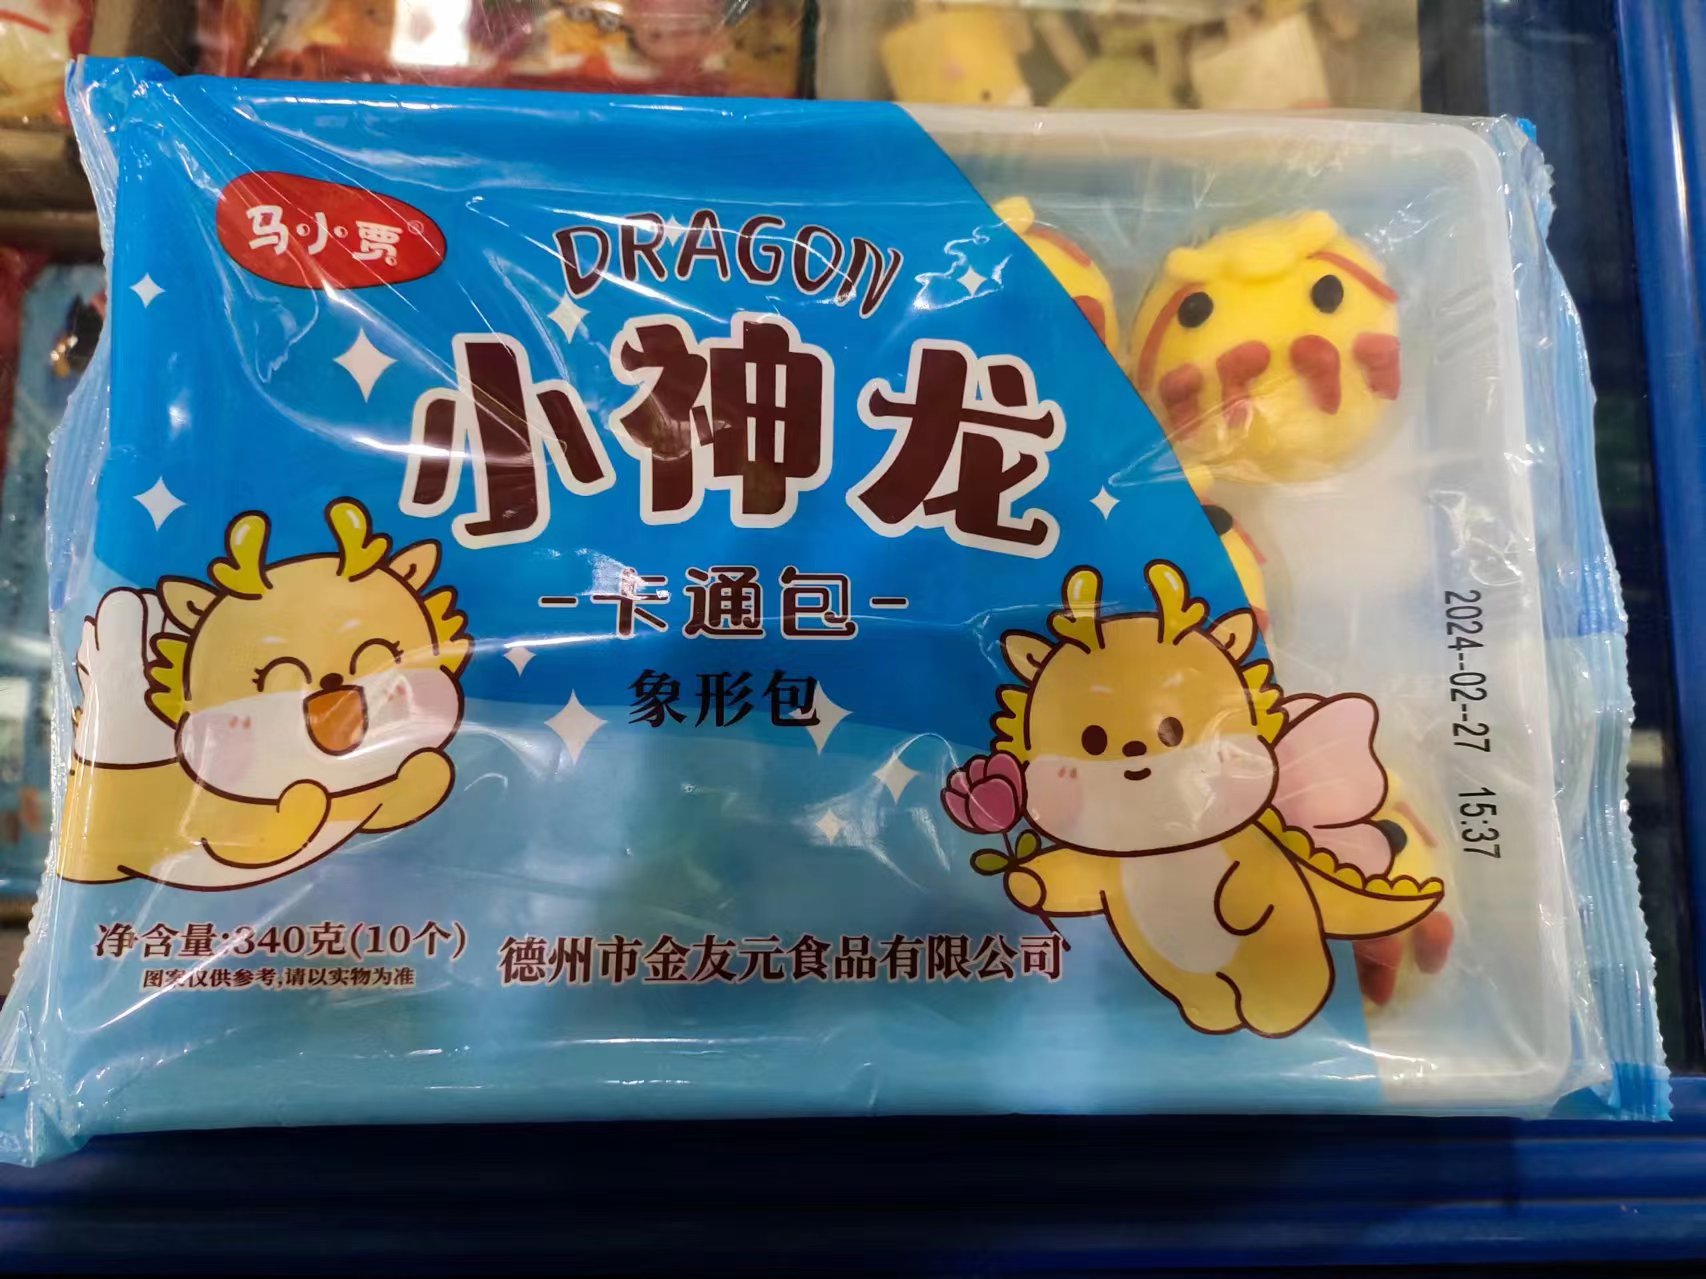 马·小·贾®
DRAGON
小神龙
-卡通包-
象形包
2024-02-27 15:37
净含量:340克(10个)
图案仅供参考,请以实物为准
德州市金友元食品有限公司